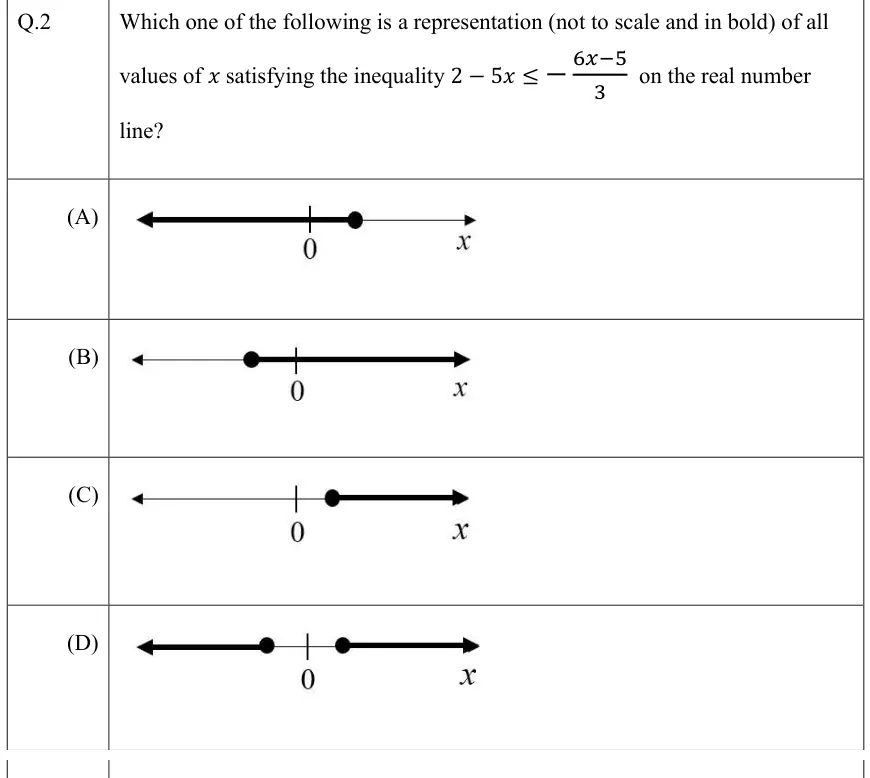 Q.2 Which one of the following is a representation (not to scale and in bold) of all
values of x satisfying the inequality 2 − 5x ≤ − (6x−5)/3 on the real number
line?
(A)
0 x
(B)
0 x
(C)
0 x
(D)
0 x